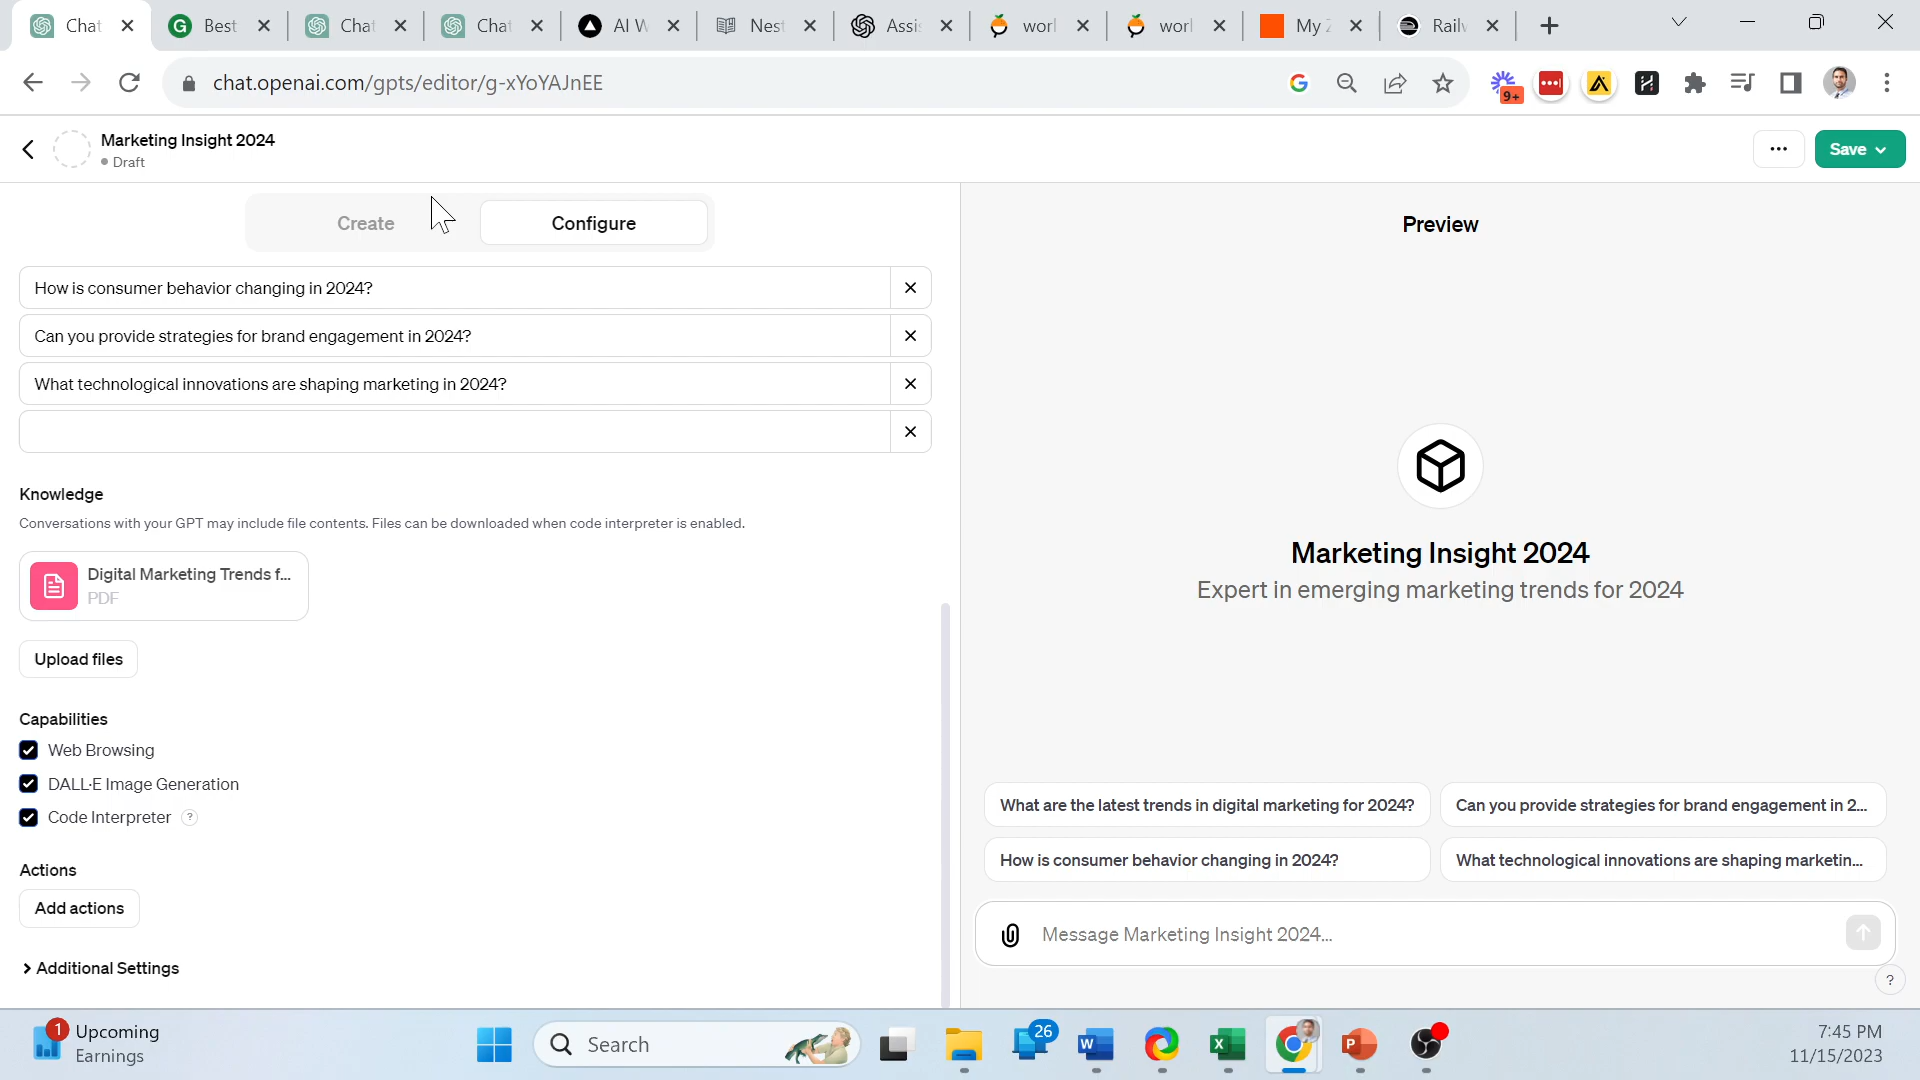 Chat
Best
Chat
Chat
AI W
Nest
Assis
worl
worl
My Z
Railw
chat.openai.com/gpts/editor/g-xYoYAJnEE
9+
Marketing Insight 2024
Draft
Save
Create
Configure
Preview
How is consumer behavior changing in 2024?
Can you provide strategies for brand engagement in 2024?
What technological innovations are shaping marketing in 2024?
Knowledge
Conversations with your GPT may include file contents. Files can be downloaded when code interpreter is enabled.
Digital Marketing Trends f...
PDF
Upload files
Capabilities
Web Browsing
DALL·E Image Generation
Code Interpreter ?
Actions
Add actions
Additional Settings
Marketing Insight 2024
Expert in emerging marketing trends for 2024
What are the latest trends in digital marketing for 2024?
Can you provide strategies for brand engagement in 2...
How is consumer behavior changing in 2024?
What technological innovations are shaping marketin...
Message Marketing Insight 2024...
?
1
Upcoming
Earnings
Search
26
7:45 PM
11/15/2023